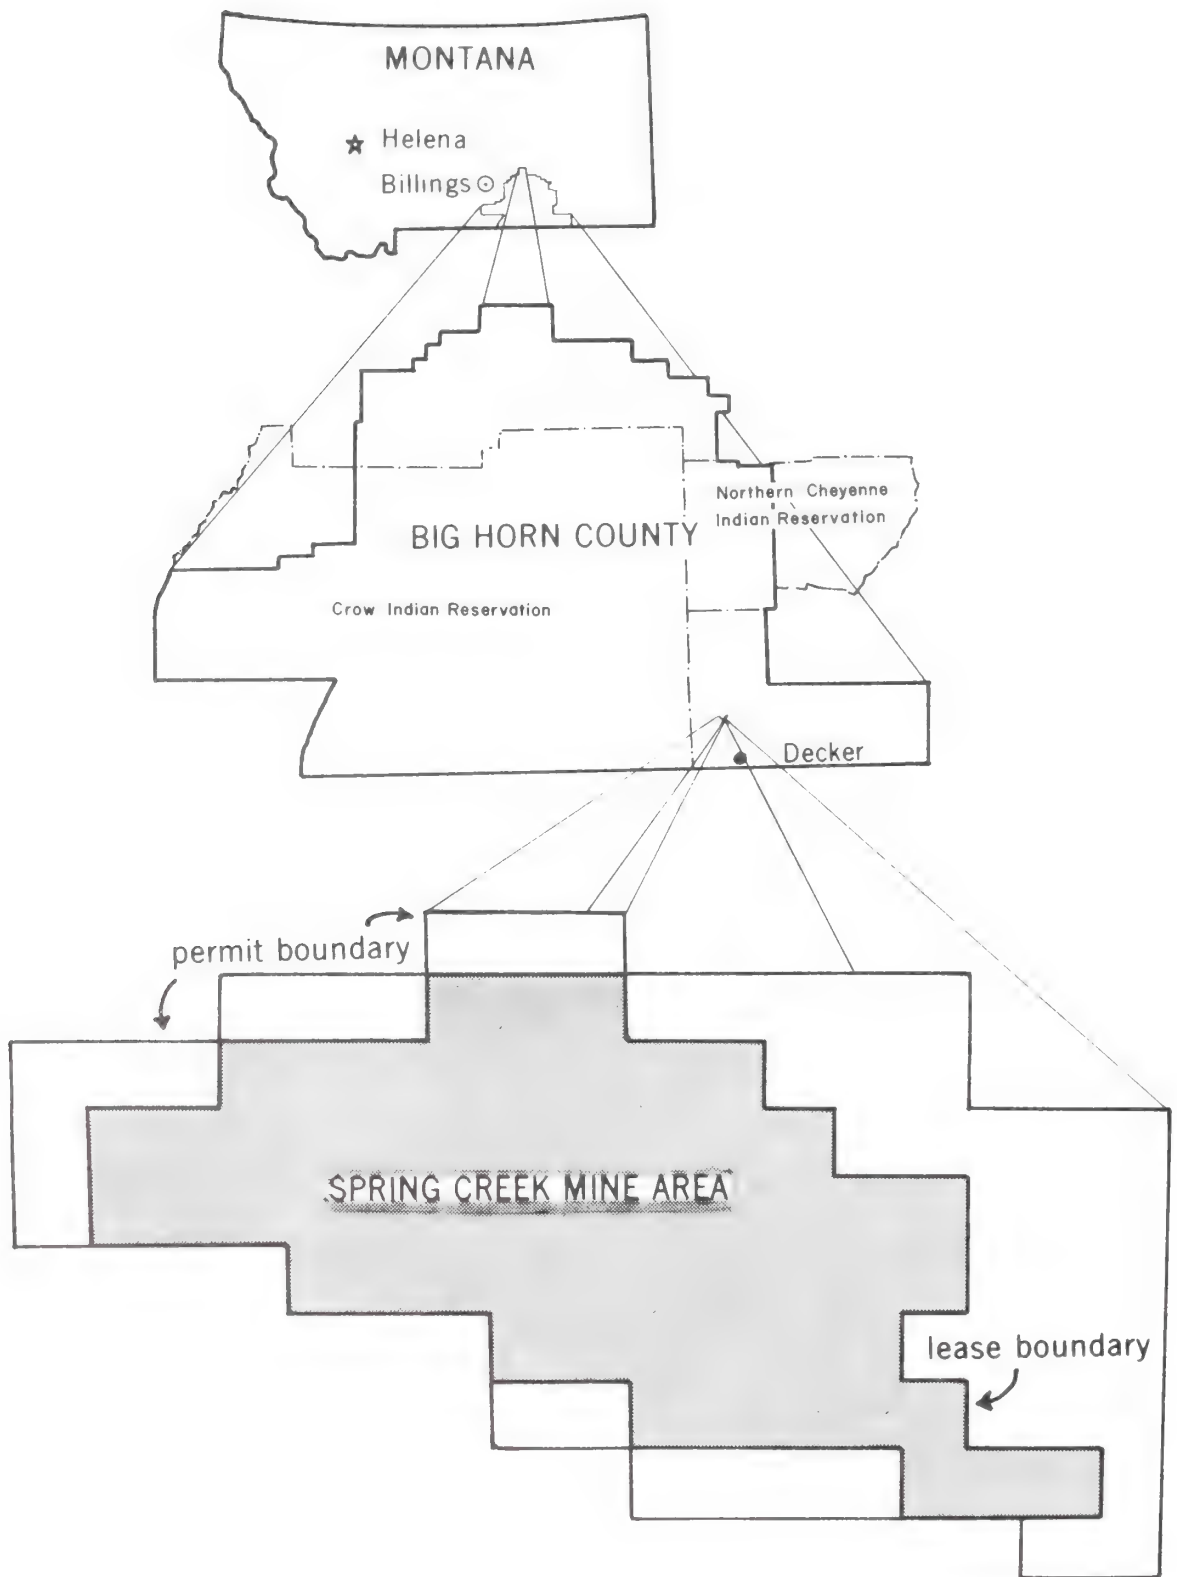 MONTANA
Helena
Billings
Northern Cheyenne
Indian Reservation
BIG HORN COUNTY
Crow Indian Reservation
Decker
permit boundary
SPRING CREEK MINE AREA
lease boundary